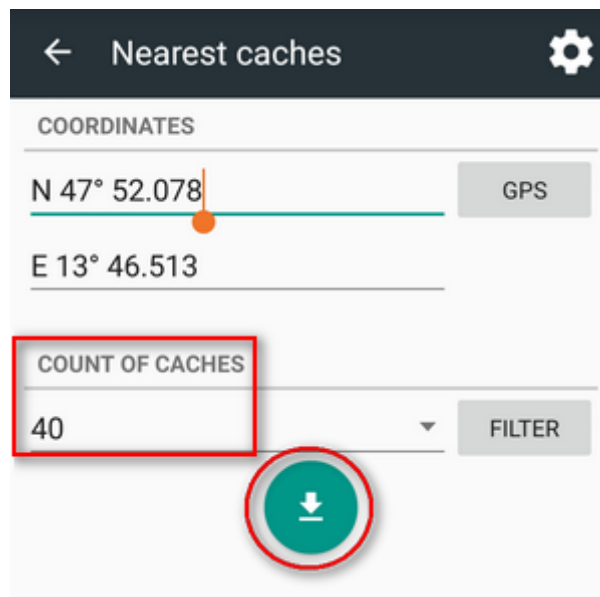 Nearest caches
COORDINATES
N 47° 52.078
GPS
E 13° 46.513
COUNT OF CACHES
40
FILTER